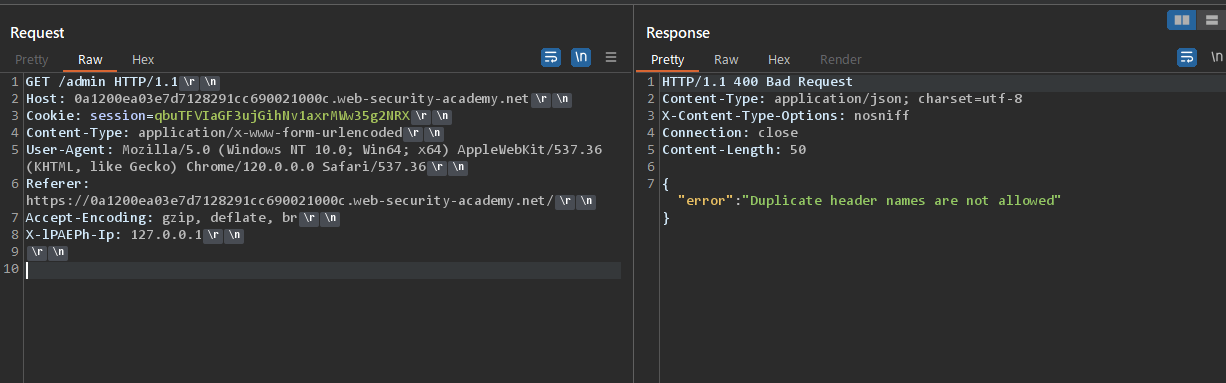 Request
Pretty Raw Hex
\n
1 GET /admin HTTP/1.1 \r \n
2 Host: 0a1200ea03e7d7128291cc690021000c.web-security-academy.net \r \n
3 Cookie: session=qbuTFVIaGF3ujGihNv1axrMWw35g2NRX \r \n
4 Content-Type: application/x-www-form-urlencoded \r \n
5 User-Agent: Mozilla/5.0 (Windows NT 10.0; Win64; x64) AppleWebKit/537.36
(KHTML, like Gecko) Chrome/120.0.0.0 Safari/537.36 \r \n
6 Referer:
https://0a1200ea03e7d7128291cc690021000c.web-security-academy.net/ \r \n
7 Accept-Encoding: gzip, deflate, br \r \n
8 X-lPAEPh-Ip: 127.0.0.1 \r \n
9 \r \n
10
Response
Pretty Raw Hex Render
\n
1 HTTP/1.1 400 Bad Request
2 Content-Type: application/json; charset=utf-8
3 X-Content-Type-Options: nosniff
4 Connection: close
5 Content-Length: 50
6
7 {
"error":"Duplicate header names are not allowed"
}